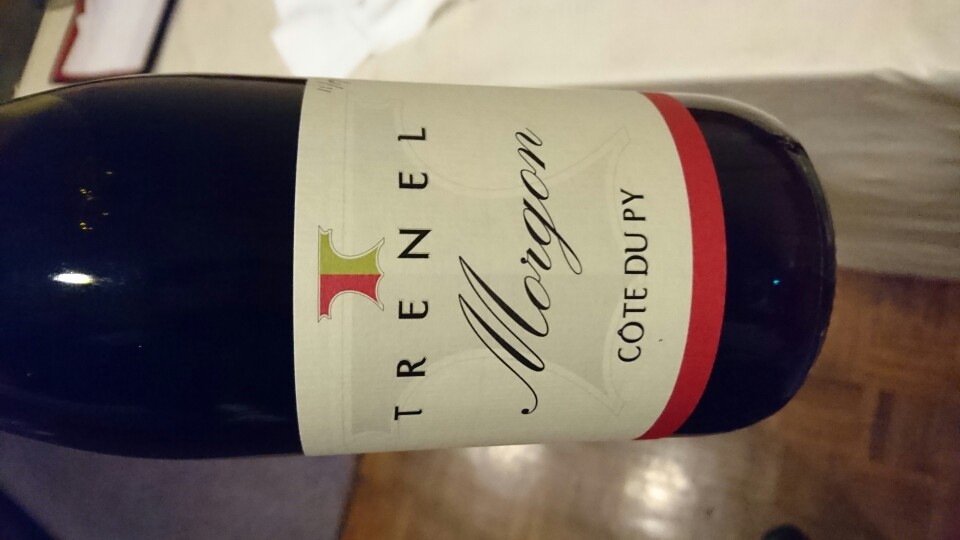 TRENEL
Morgon
CÔTE DU PY